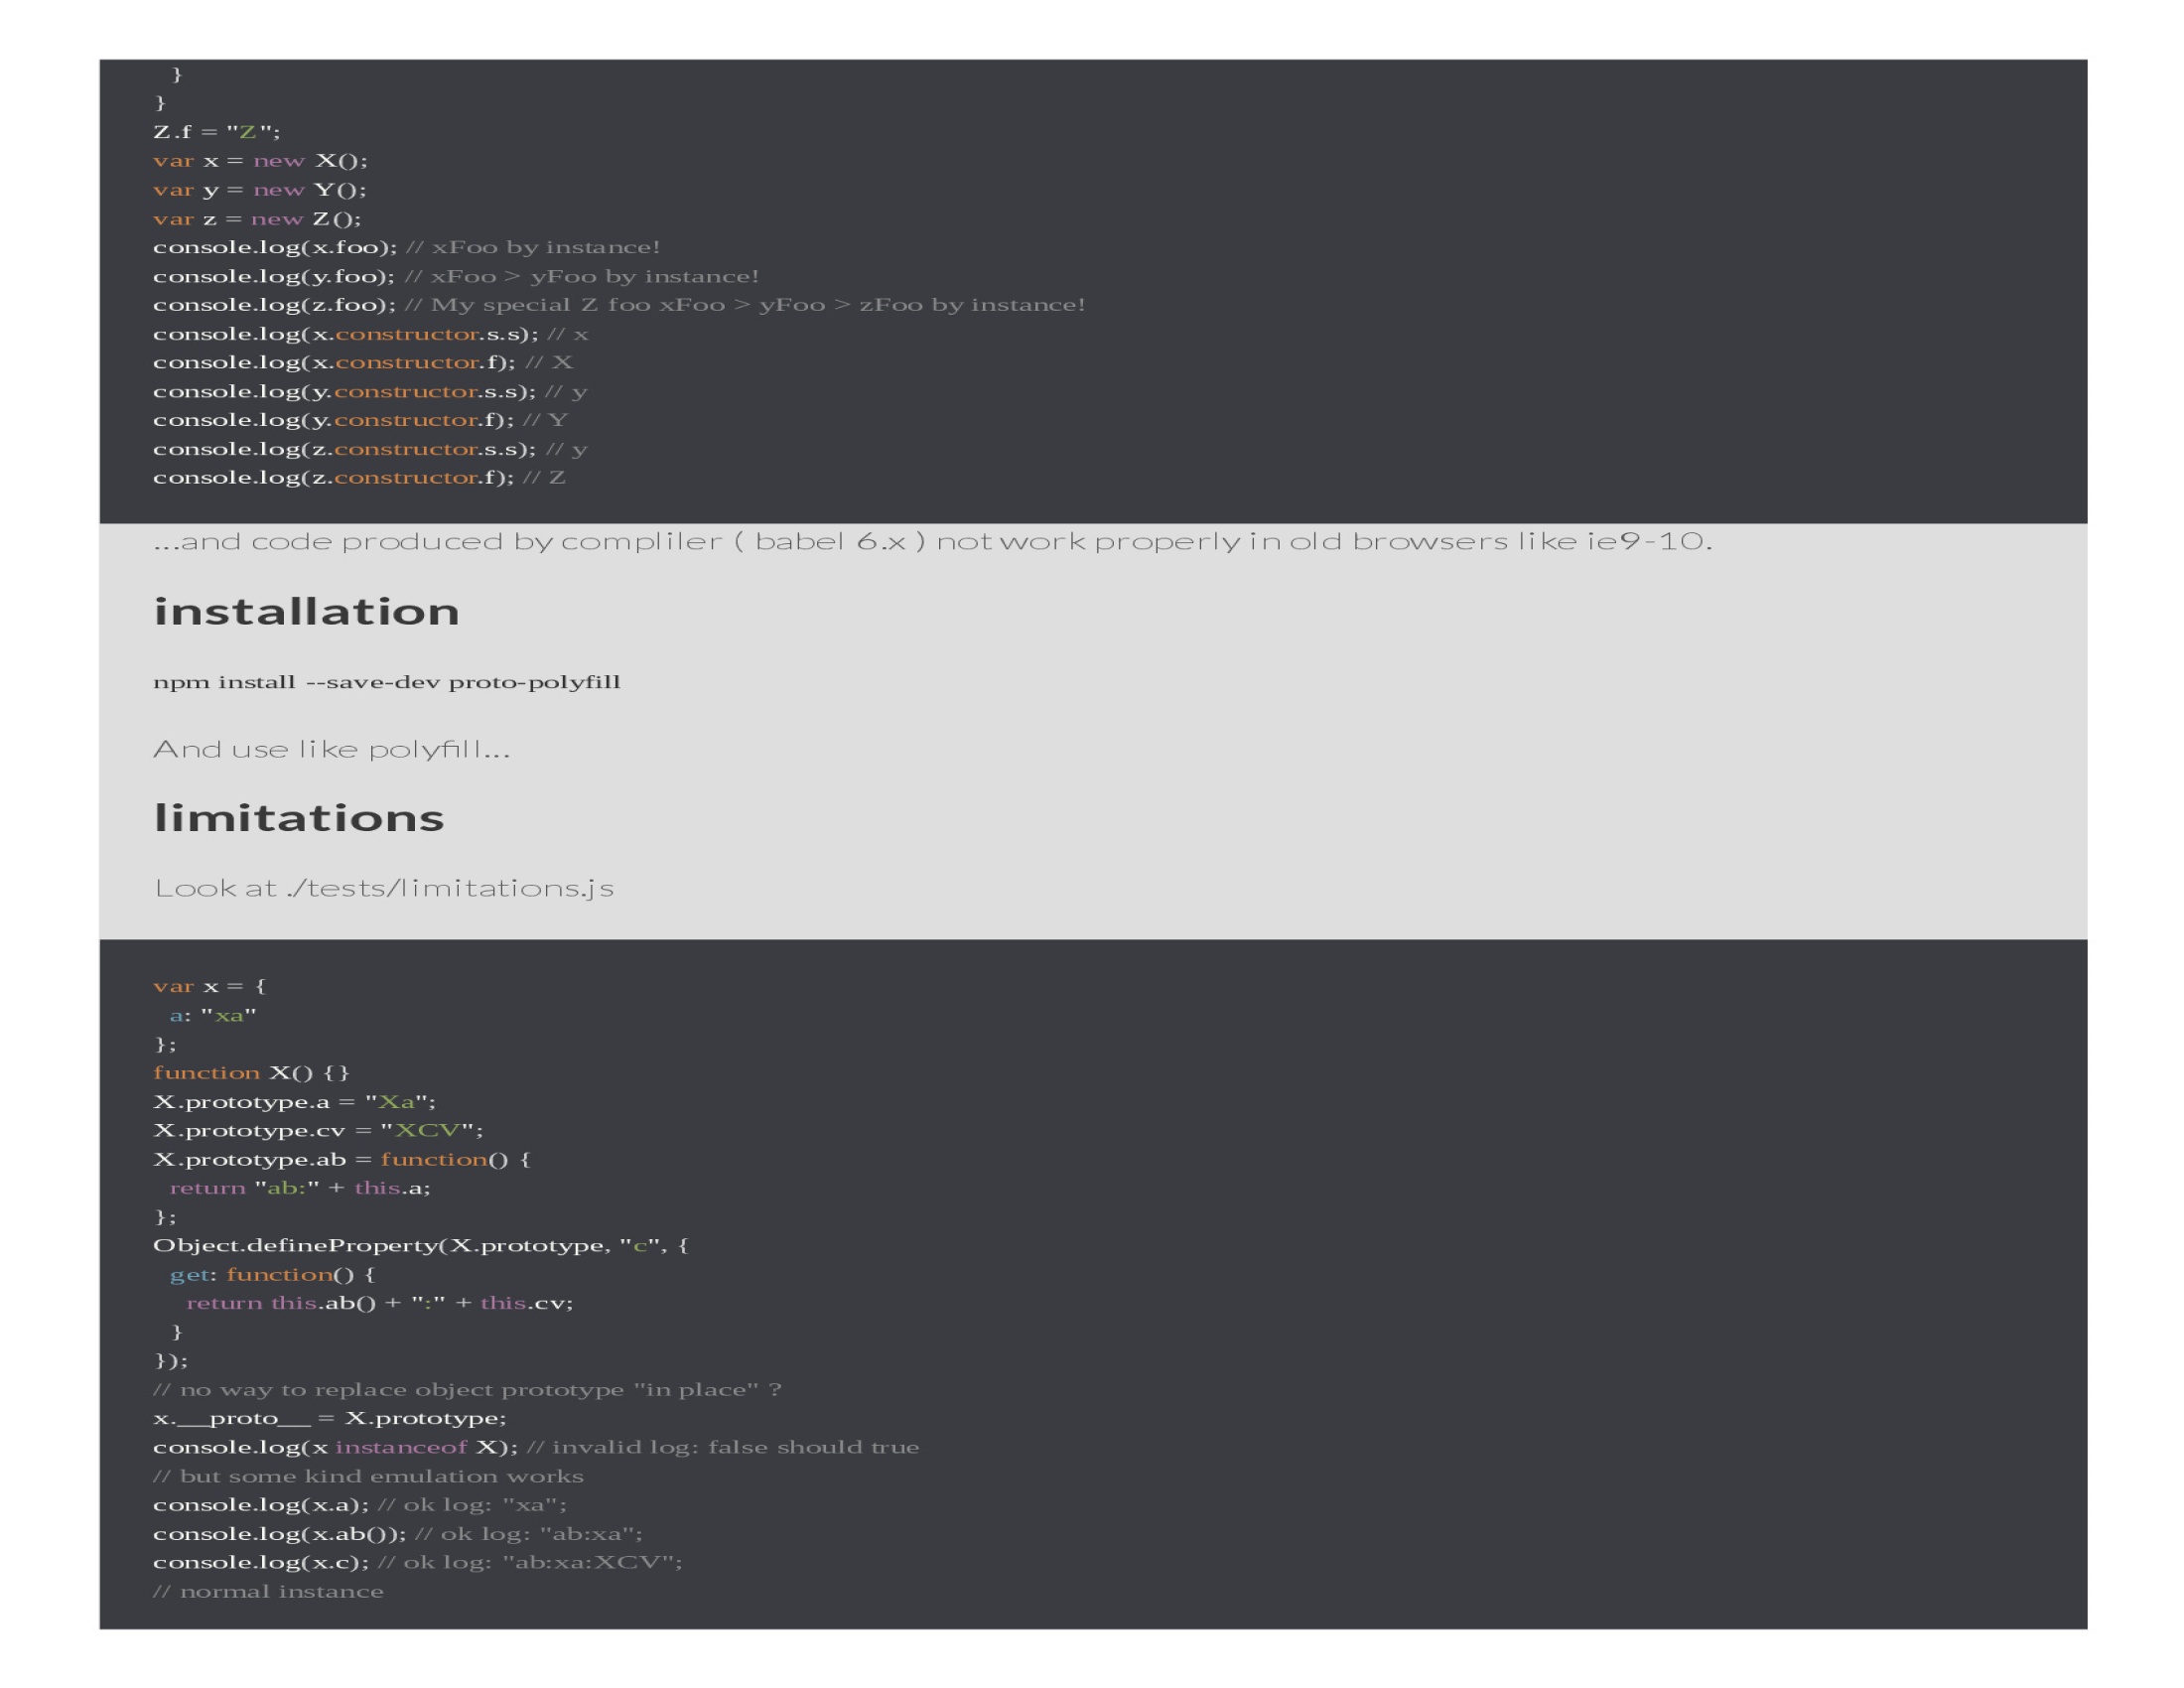 }
}
Z.f = "Z";
var x = new X();
var y = new Y();
var z = new Z();
console.log(x.foo); // xFoo by instance!
console.log(y.foo); // xFoo > yFoo by instance!
console.log(z.foo); // My special Z foo xFoo > yFoo > zFoo by instance!
console.log(x.constructor.s.s); // x
console.log(x.constructor.f); // X
console.log(y.constructor.s.s); // y
console.log(y.constructor.f); // Y
console.log(z.constructor.s.s); // y
console.log(z.constructor.f); // Z
...and code produced by compliler ( babel 6.x ) not work properly in old browsers like ie9-10.
installation
npm install --save-dev proto-polyfill
And use like polyfill...
limitations
Look at ./tests/limitations.js
var x = {
a: "xa"
};
function X() {}
X.prototype.a = "Xa";
X.prototype.cv = "XCV";
X.prototype.ab = function() {
return "ab:" + this.a;
};
Object.defineProperty(X.prototype, "c", {
get: function() {
return this.ab() + ":" + this.cv;
}
});
// no way to replace object prototype "in place" ?
x.__proto__ = X.prototype;
console.log(x instanceof X); // invalid log: false should true
// but some kind emulation works
console.log(x.a); // ok log: "xa";
console.log(x.ab()); // ok log: "ab:xa";
console.log(x.c); // ok log: "ab:xa:XCV";
// normal instance